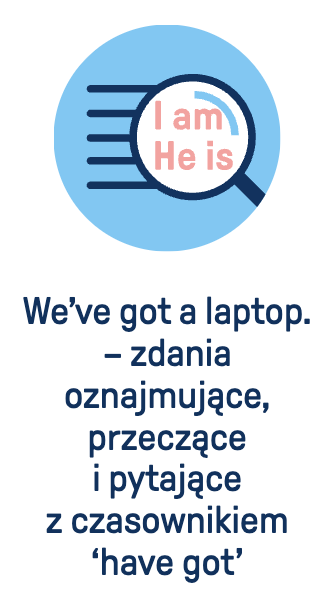 I am
He is
We’ve got a laptop.
– zdania
oznajmujące,
przeczące
i pytające
z czasownikiem
‘have got’